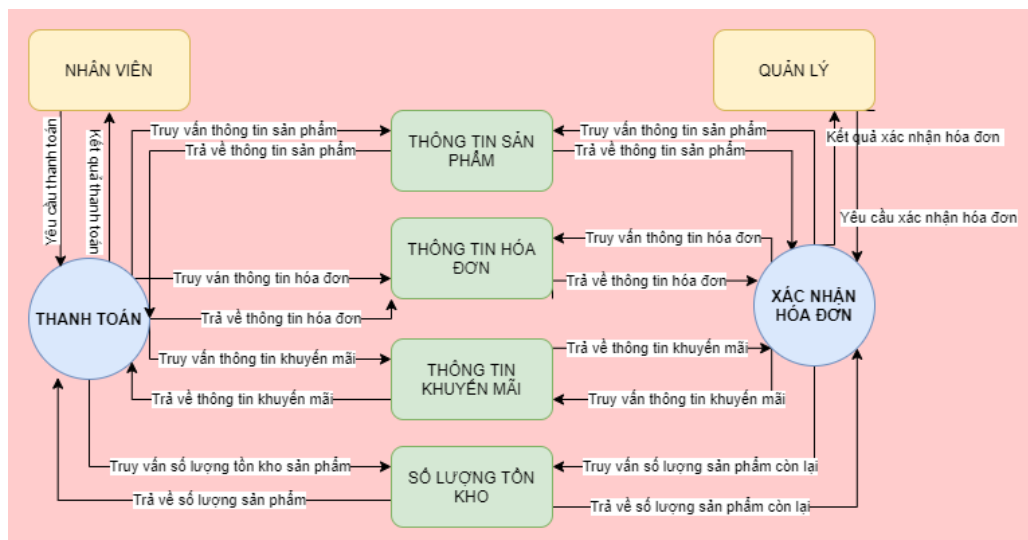 NHÂN VIÊN
QUẢN LÝ
Yêu cầu thanh toán
Kết quả thanh toán
Truy vấn thông tin sản phẩm
Trả về thông tin sản phẩm
THÔNG TIN SẢN
PHẨM
Truy vấn thông tin sản phẩm
Trả về thông tin sản phẩm
Kết quả xác nhận hóa đơn
Yêu cầu xác nhận hóa đơn
Truy ván thông tin hóa đơn
Trả về thông tin hóa đơn
THÔNG TIN HÓA
ĐƠN
Truy vấn thông tin hóa đơn
Trả về thông tin hóa đơn
THANH TOÁN
XÁC NHẬN
HÓA ĐƠN
Truy vấn thông tin khuyến mãi
Trả về thông tin khuyến mãi
THÔNG TIN
KHUYẾN MÃI
Trả về thông tin khuyến mãi
Truy vấn thông tin khuyến mãi
Truy vấn số lượng tồn kho sản phẩm
Trả về số lượng sản phẩm
SỐ LƯỢNG TỒN
KHO
Truy vấn số lượng sản phẩm còn lại
Trả về số lượng sản phẩm còn lại